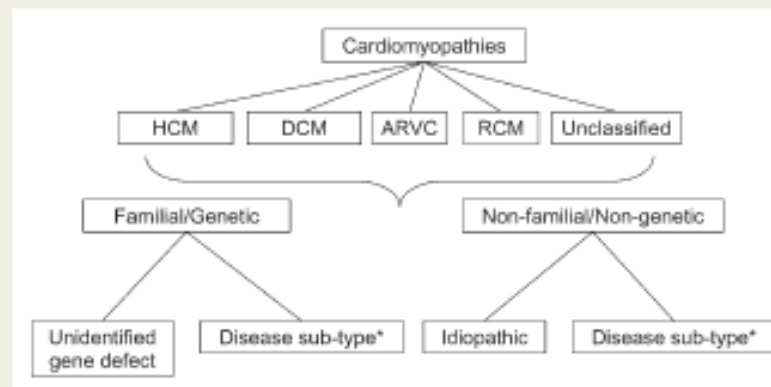 Cardiomyopathies
HCM
DCM
ARVC
RCM
Unclassified
Familial/Genetic
Non-familial/Non-genetic
Unidentified
gene defect
Disease sub-type*
Idiopathic
Disease sub-type*